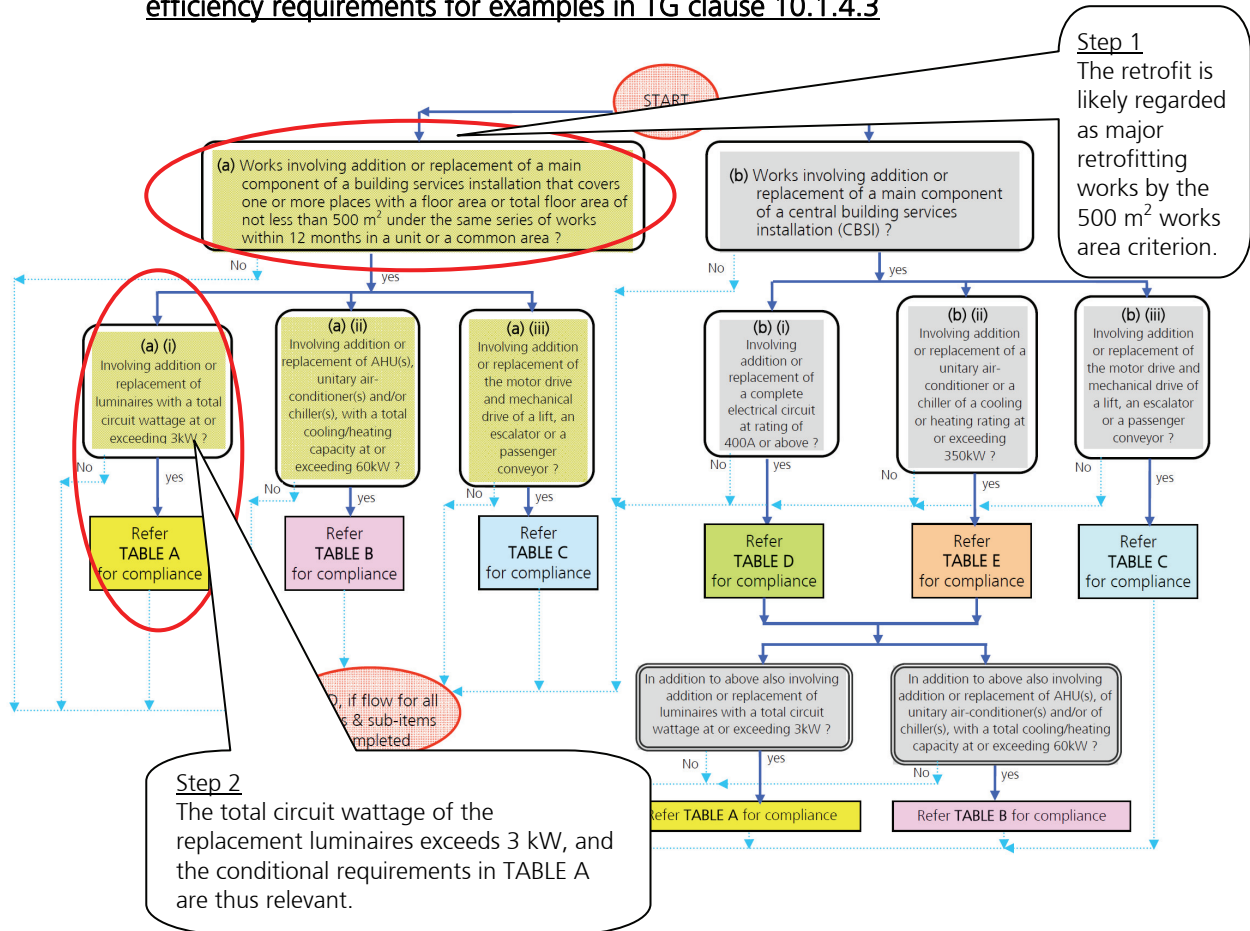 efficiency requirements for examples in TG clause 10.1.4.3
START
Step 1
The retrofit is
likely regarded
as major
retrofitting
works by the
500 m² works
area criterion.
(a) Works involving addition or replacement of a main
component of a building services installation that covers
one or more places with a floor area or total floor area of
not less than 500 m² under the same series of works
within 12 months in a unit or a common area ?
(b) Works involving addition or
replacement of a main component
of a central building services
installation (CBSI) ?
No
yes
No
yes
(a) (i)
Involving addition or
replacement of
luminaires with a total
circuit wattage at or
exceeding 3kW ?
(a) (ii)
Involving addition or
replacement of AHU(s),
unitary air-
conditioner(s) and/or
chiller(s), with a total
cooling/heating
capacity at or
exceeding 60kW ?
(a) (iii)
Involving addition
or replacement of
the motor drive
and mechanical
drive of a lift, an
escalator or a
passenger
conveyor ?
(b) (i)
Involving
addition or
replacement of
a complete
electrical circuit
at rating of
400A or above ?
(b) (ii)
Involving addition
or replacement of a
unitary air-
conditioner or a
chiller of a cooling
or heating rating at
or exceeding
350kW ?
(b) (iii)
Involving addition
or replacement of
the motor drive and
mechanical drive of
a lift, an escalator
or a passenger
conveyor ?
No
yes
No
yes
No
yes
No
yes
No
yes
No
yes
Refer
TABLE A
for compliance
Refer
TABLE B
for compliance
Refer
TABLE C
for compliance
Refer
TABLE D
for compliance
Refer
TABLE E
for compliance
Refer
TABLE C
for compliance
, if flow for all
& sub-items
In addition to above also involving
addition or replacement of
luminaires with a total circuit
wattage at or exceeding 3kW ?
In addition to above also involving
addition or replacement of AHU(s), of
unitary air-conditioner(s) and/or of
chiller(s), with a total cooling/heating
capacity at or exceeding 60kW ?
No
yes
No
yes
Refer TABLE A for compliance
Refer TABLE B for compliance
Step 2
The total circuit wattage of the
replacement luminaires exceeds 3 kW, and
the conditional requirements in TABLE A
are thus relevant.